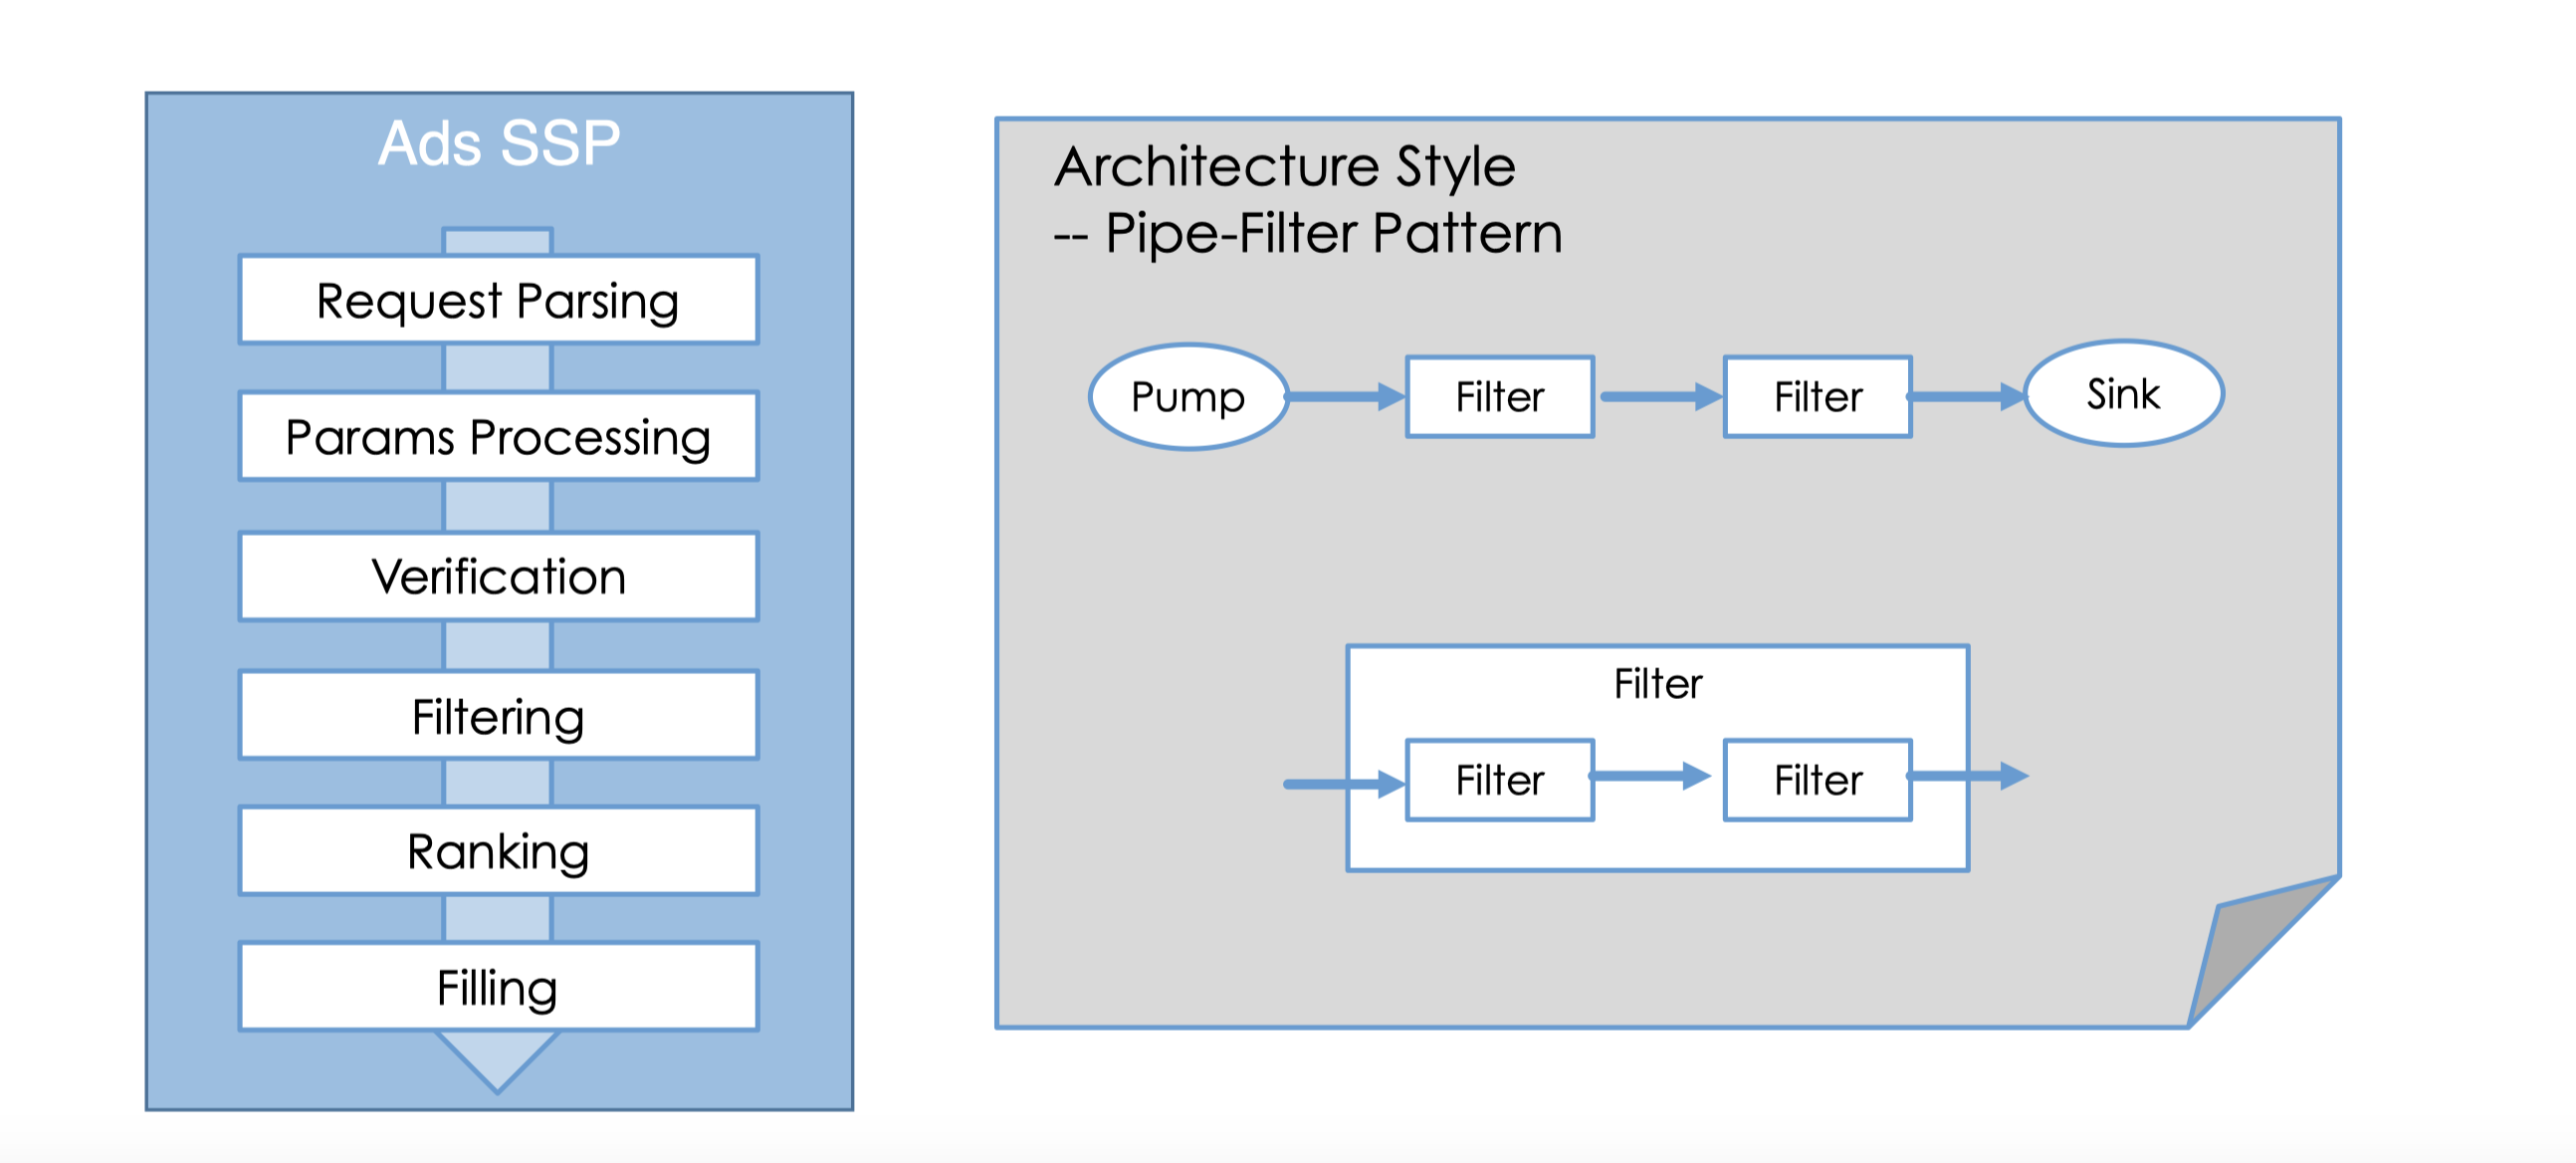 Ads SSP
Request Parsing
Params Processing
Verification
Filtering
Ranking
Filling
Architecture Style
-- Pipe-Filter Pattern
Pump
Filter
Filter
Sink
Filter
Filter
Filter